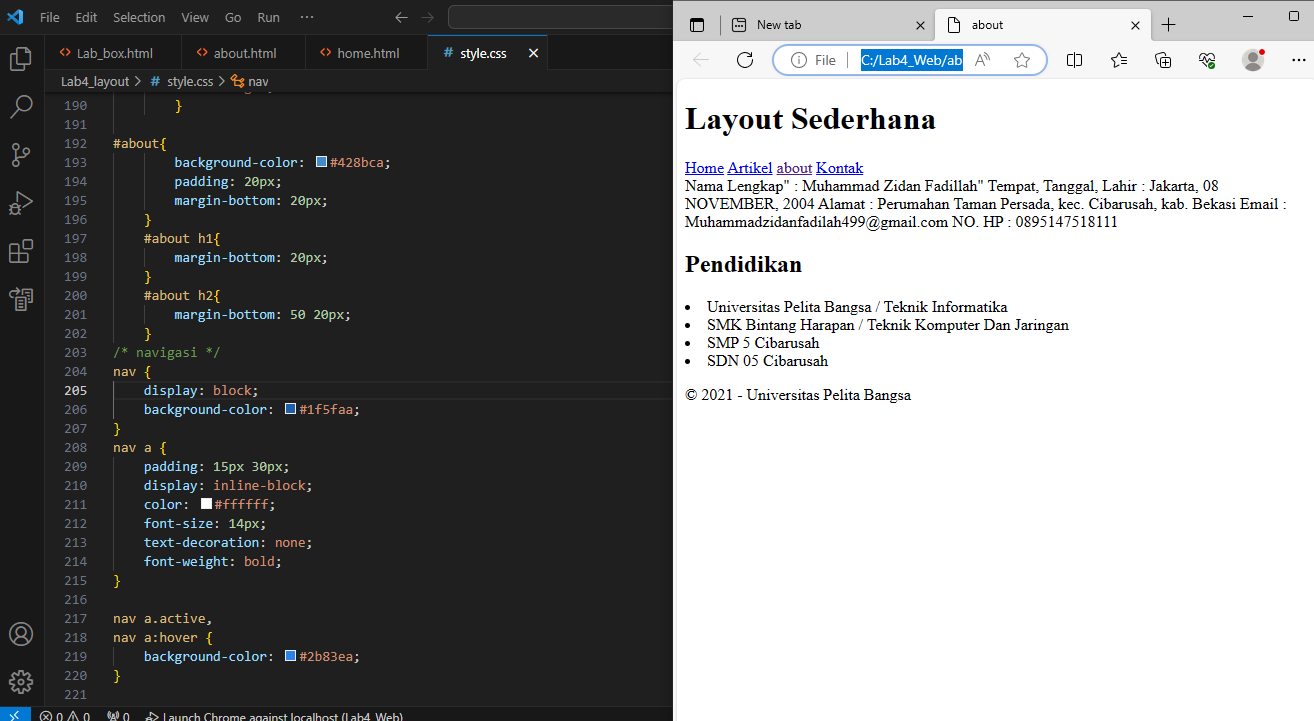 File Edit Selection View Go Run ···
Lab_box.html about.html home.html # style.css
Lab4_layout > # style.css > nav
190 }
191
192 #about{
193 background-color: #428bca;
194 padding: 20px;
195 margin-bottom: 20px;
196 }
197 #about h1{
198 margin-bottom: 20px;
199 }
200 #about h2{
201 margin-bottom: 50 20px;
202 }
203 /* navigasi */
204 nav {
205 display: block;
206 background-color: #1f5faa;
207 }
208 nav a {
209 padding: 15px 30px;
210 display: inline-block;
211 color: #ffffff;
212 font-size: 14px;
213 text-decoration: none;
214 font-weight: bold;
215 }
216
217 nav a.active,
218 nav a:hover {
219 background-color: #2b83ea;
220 }
221
0 0 0 Launch Chrome against localhost (Lab4_Web)
New tab about
File C:/Lab4_Web/ab
Layout Sederhana
Home Artikel about Kontak
Nama Lengkap" : Muhammad Zidan Fadillah" Tempat, Tanggal, Lahir : Jakarta, 08
NOVEMBER, 2004 Alamat : Perumahan Taman Persada, kec. Cibarusah, kab. Bekasi Email :
Muhammadzidanfadilah499@gmail.com NO. HP : 0895147518111
Pendidikan
• Universitas Pelita Bangsa / Teknik Informatika
• SMK Bintang Harapan / Teknik Komputer Dan Jaringan
• SMP 5 Cibarusah
• SDN 05 Cibarusah
© 2021 - Universitas Pelita Bangsa